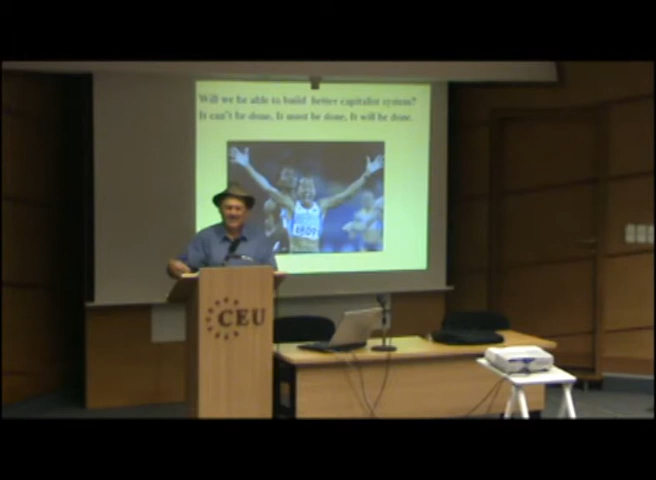 Will we be able to build better capitalist system?
It can't be done, It must be done, It will be done.
CEU